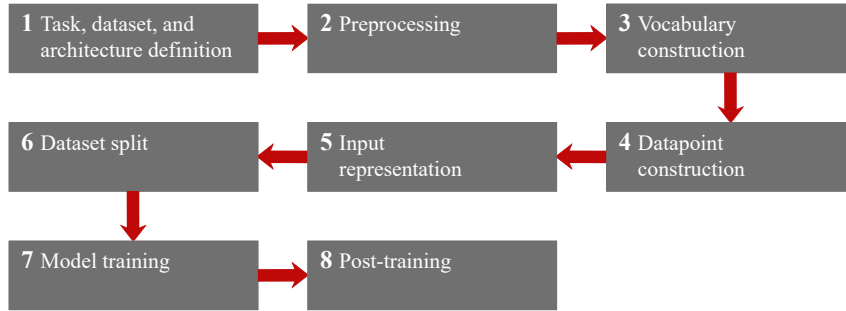 1 Task, dataset, and
architecture definition
2 Preprocessing
3 Vocabulary
construction
4 Datapoint
construction
5 Input
representation
6 Dataset split
7 Model training
8 Post-training